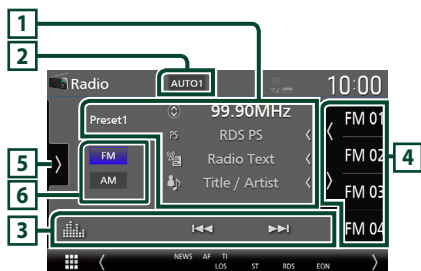 1
2
Radio AUTO1 TEL 10:00
Preset1 99.90MHz FM 01
PS RDS PS
FM Radio Text FM 02
AM Title / Artist FM 03
FM 04
4
5
6
3
NEWS AF TI
LOS ST RDS EON